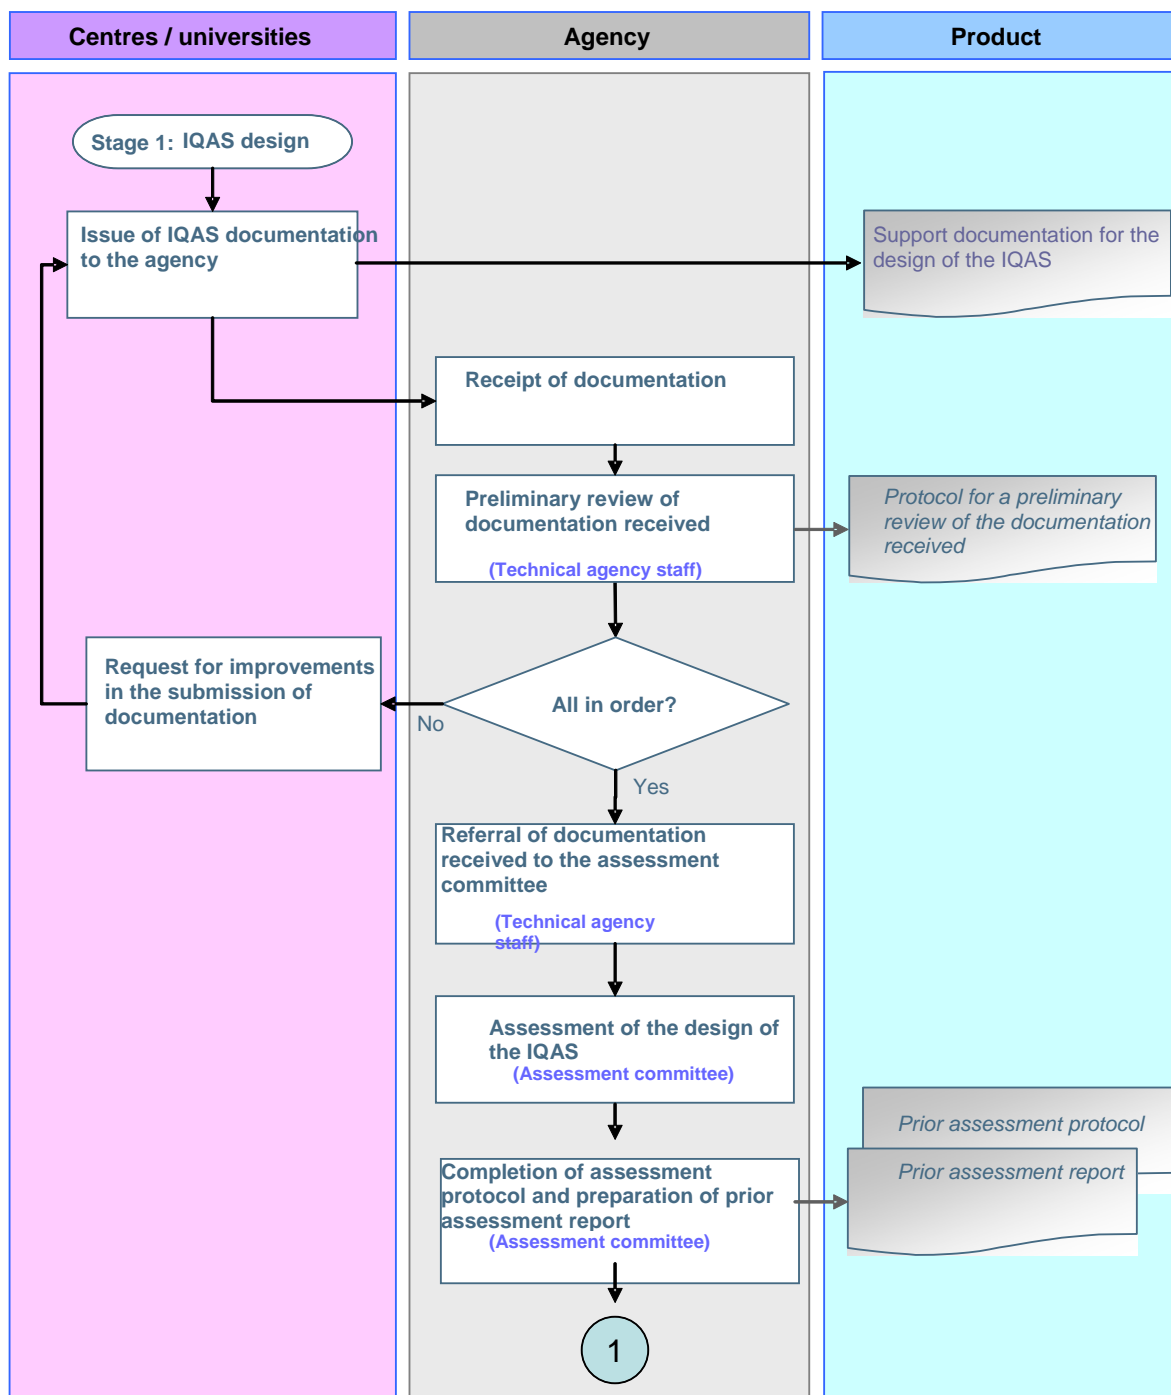 Centres / universities
Agency
Product
Stage 1: IQAS design
Issue of IQAS documentation
to the agency
Support documentation for the
design of the IQAS
Receipt of documentation
Preliminary review of
documentation received
(Technical agency staff)
Protocol for a preliminary
review of the documentation
received
Request for improvements
in the submission of
documentation
All in order?
No
Yes
Referral of documentation
received to the assessment
committee
(Technical agency
staff)
Assessment of the design of
the IQAS
(Assessment committee)
Prior assessment protocol
Prior assessment report
Completion of assessment
protocol and preparation of prior
assessment report
(Assessment committee)
1